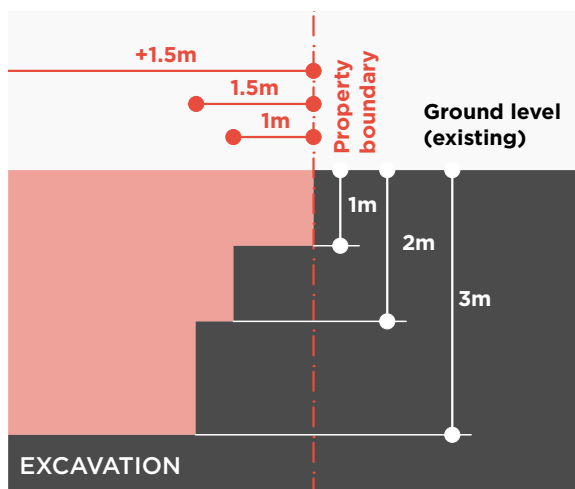 +1.5m
1.5m
1m
Property
boundary
Ground level
(existing)
1m
2m
3m
EXCAVATION